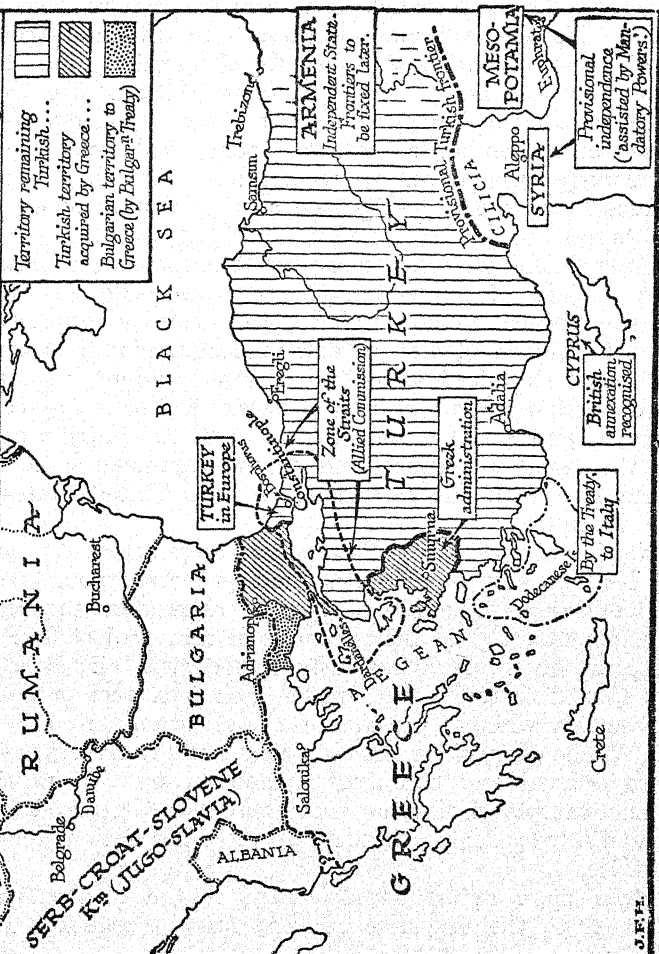 Territory remaining
Turkish....
Turkish territory
acquired by Greece....
Bulgarian territory to
Greece (by Bulgarⁿ Treaty)
RUMANIA
Bucharest
Belgrade
Danube
SERB-CROAT-SLOVENE
Kᵐ (JUGO-SLAVIA)
ALBANIA
BULGARIA
Adrianople
Salonika
GREECE
AEGEAN
Dardanelles
Crete
BLACK SEA
TURKEY
in Europe
Bosphorus
Constantinople
Eregli
Samsun
Trebizond
Zone of the
Straits
(Allied Commission)
TURKEY
Greek
administration
Smyrna
Adalia
Dodecanese
By the Treaty
to Italy
CYPRUS
British
annexation
recognised
ARMENIA
Independent State.
Frontiers to
be fixed later.
Provisional Turkish Frontier
CILICIA
Aleppo
SYRIA
MESO-
POTAMIA
Euphrates
Provisional
independence
('assisted by Man-
datory Powers.')
J.F.H.